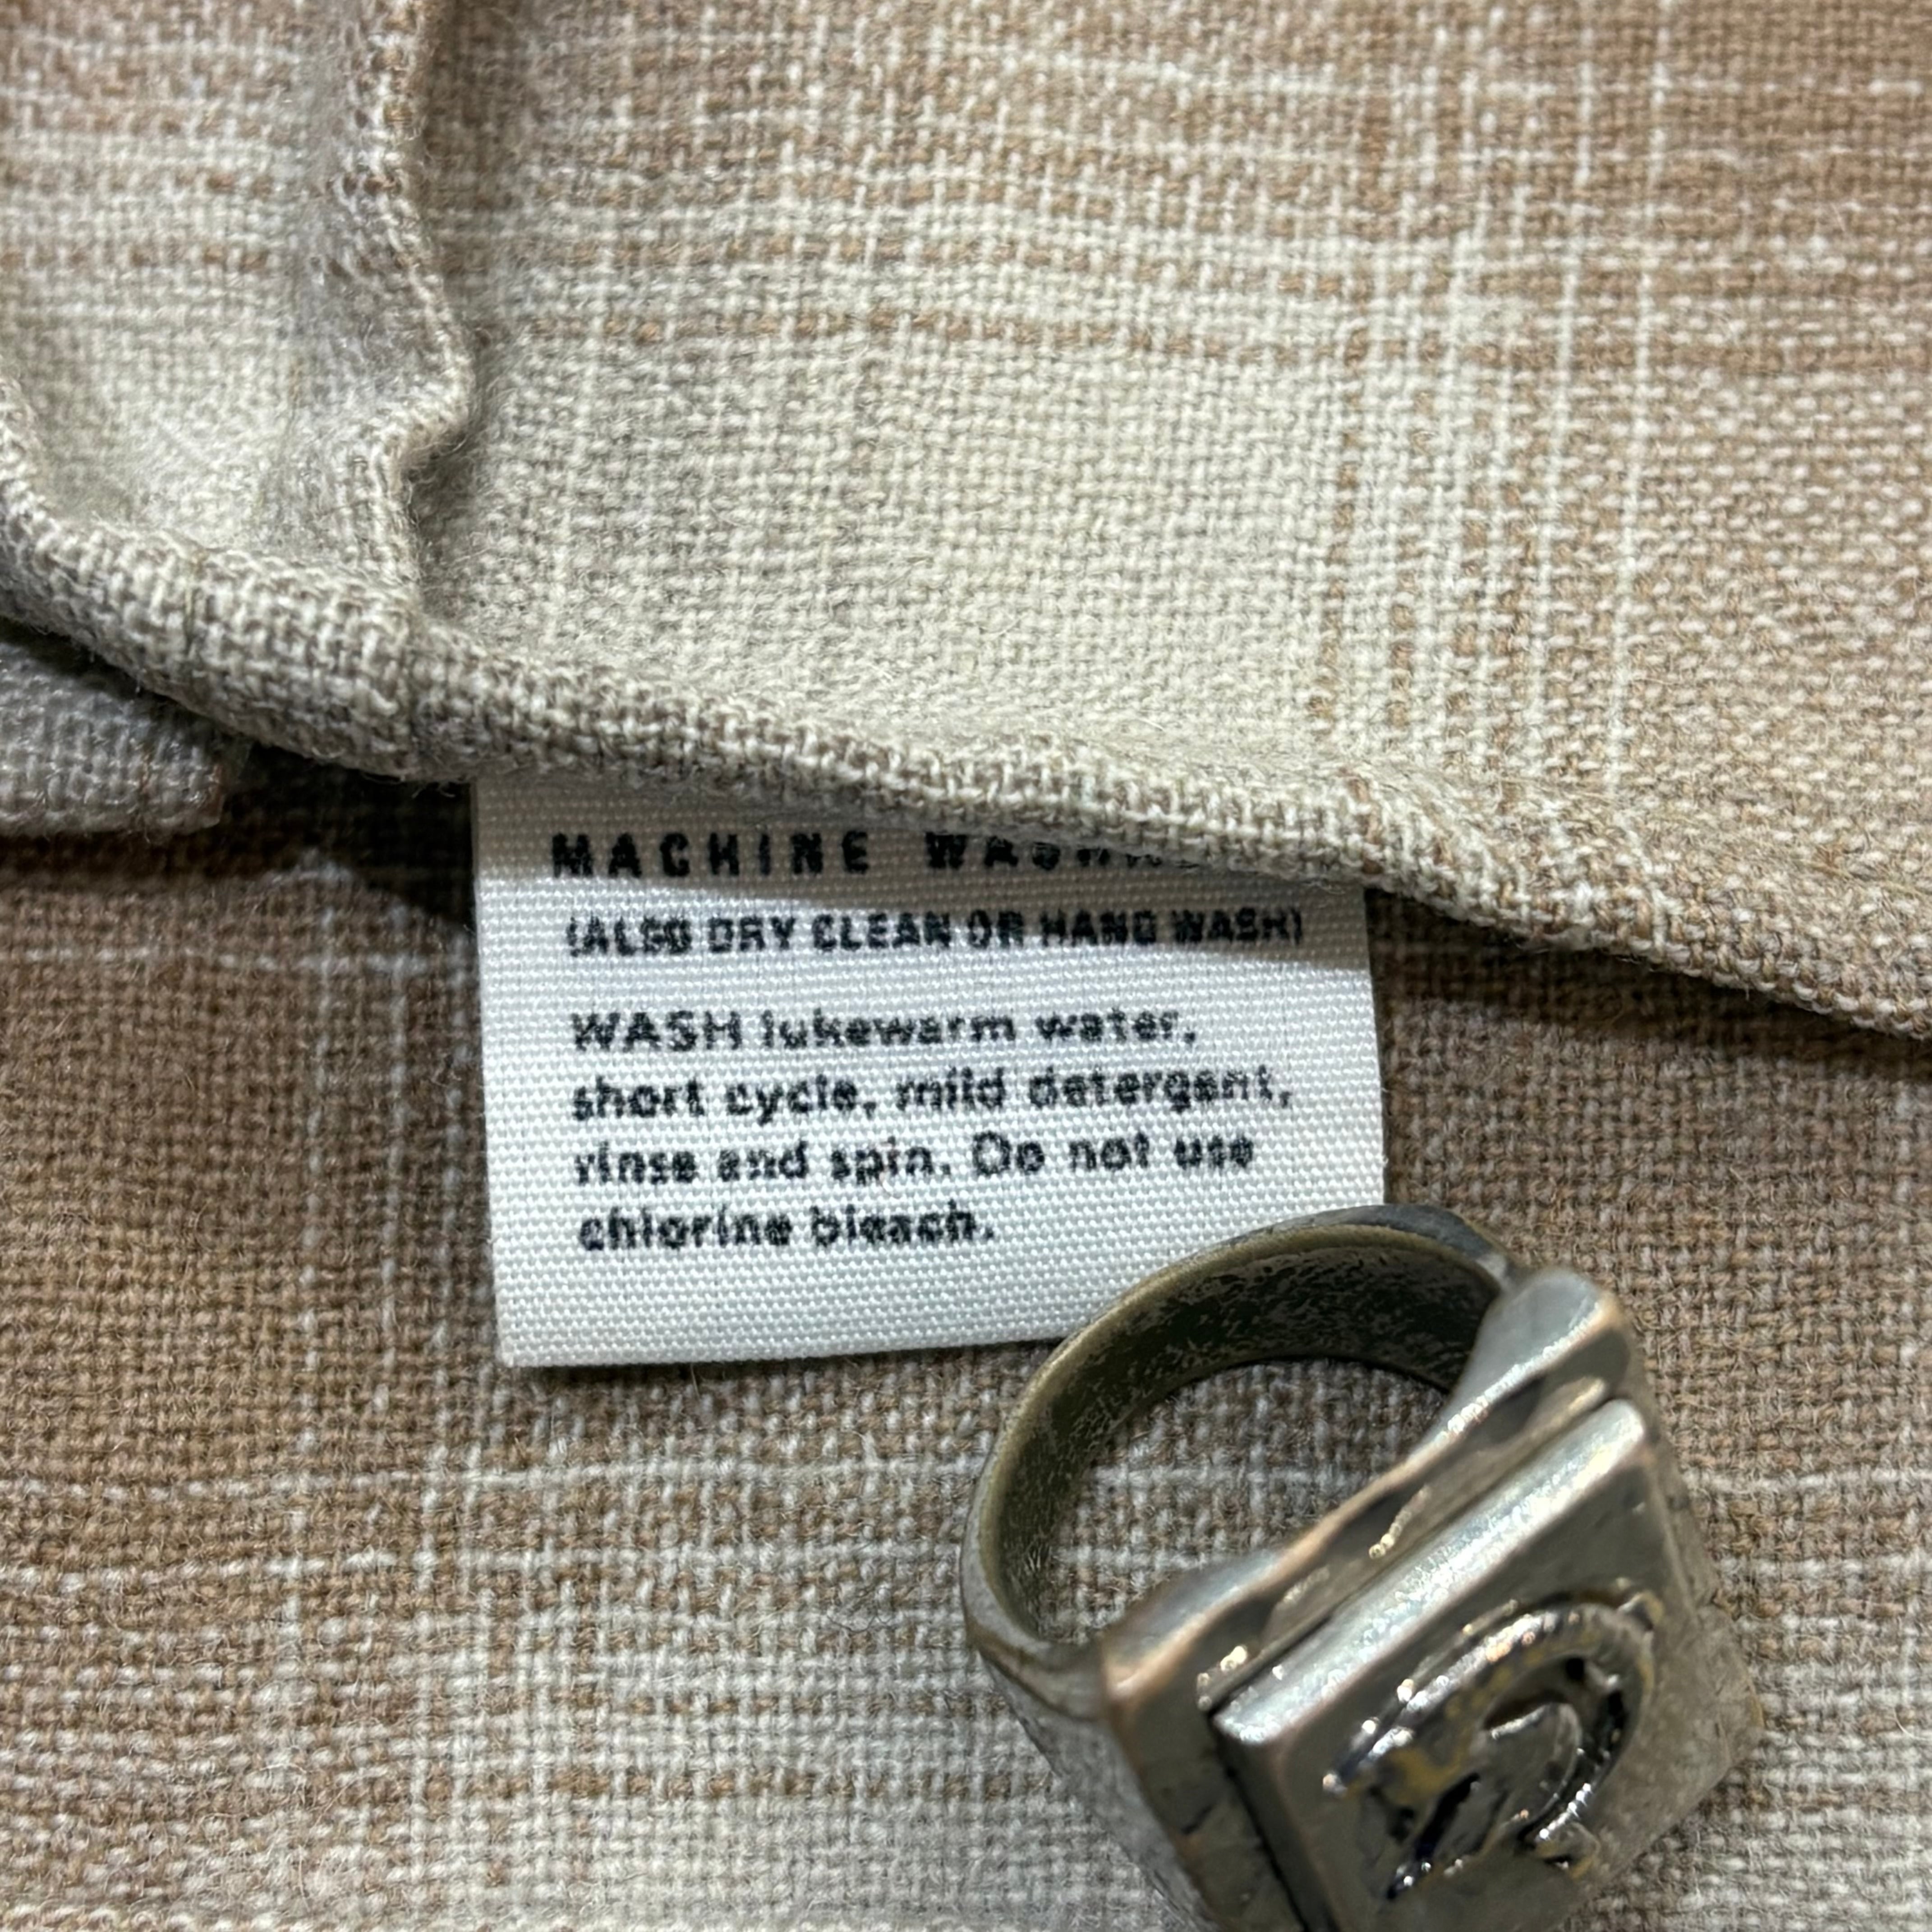 MACHINE WASHABLE
(ALSO DRY CLEAN OR HAND WASH)
WASH lukewarm water,
short cycle, mild detergent,
rinse and spin. Do not use
chlorine bleach.